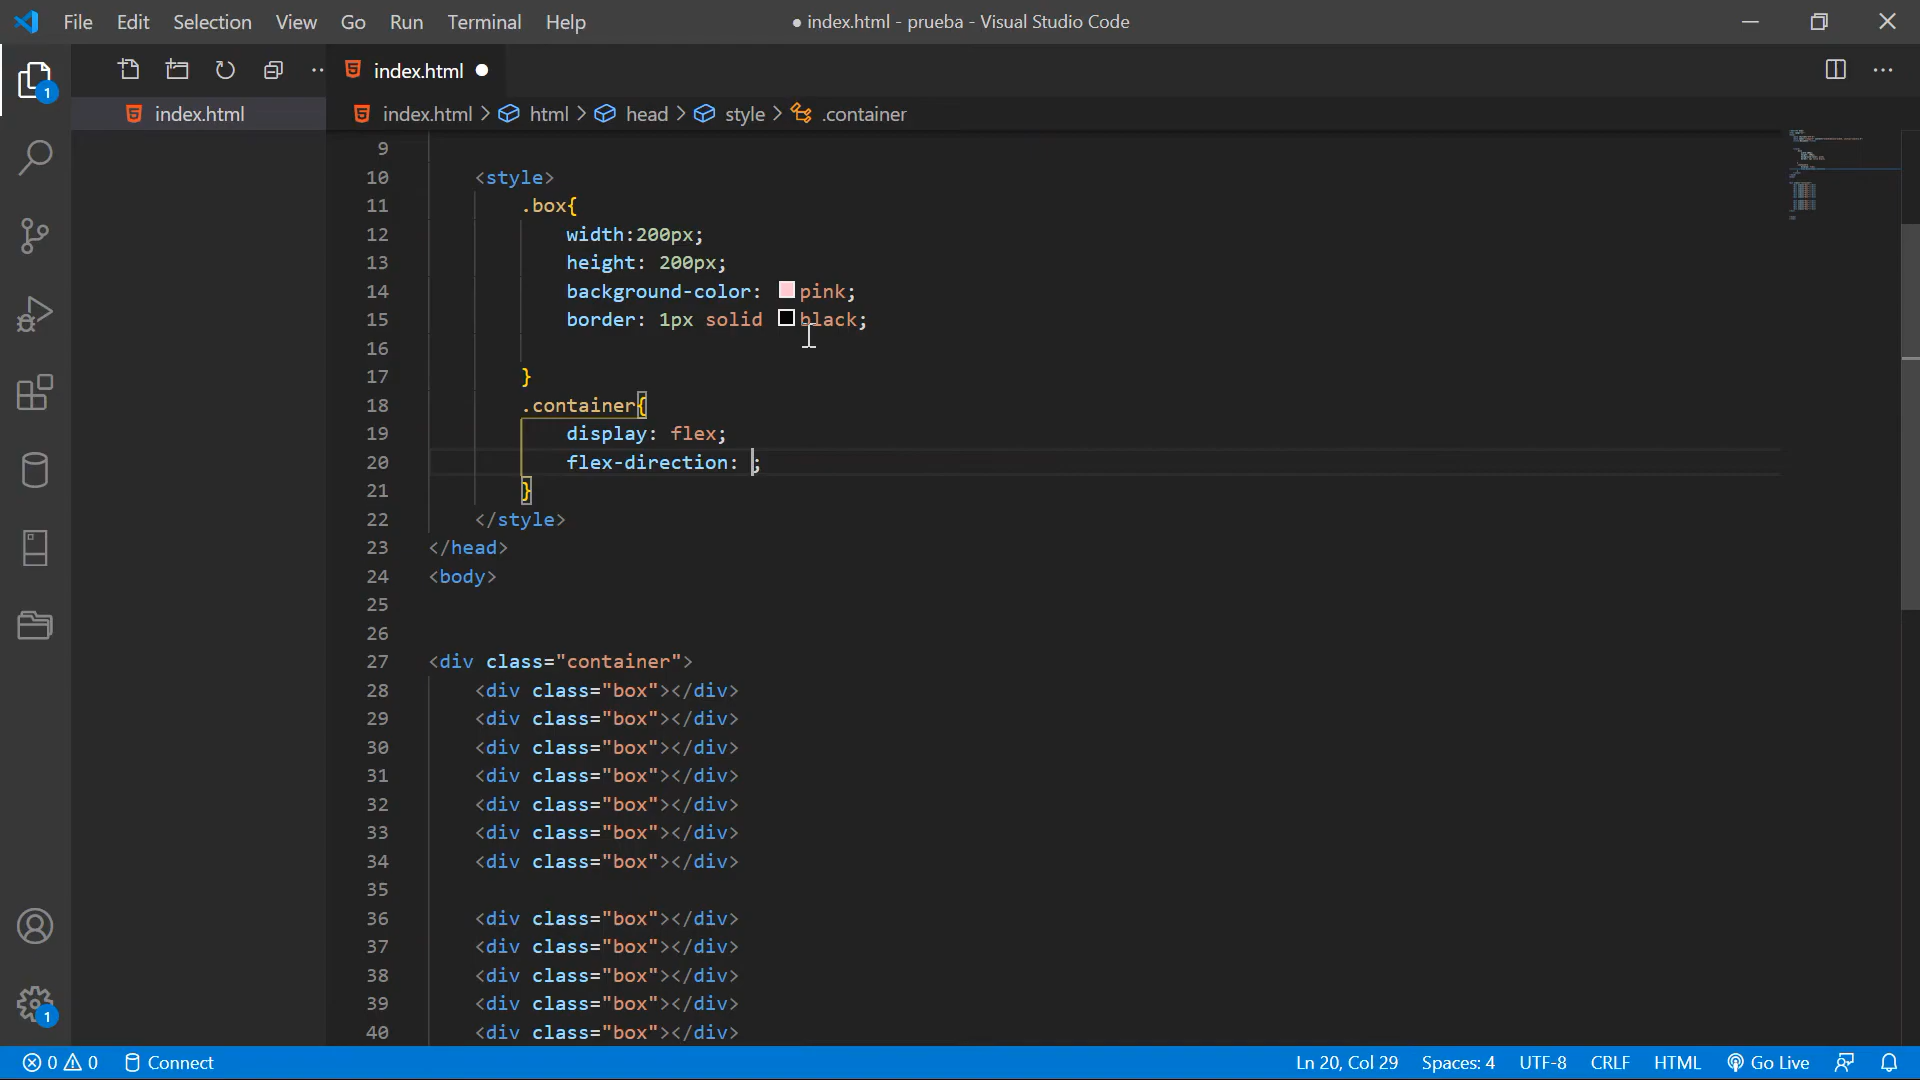 File Edit Selection View Go Run Terminal Help ● index.html - prueba - Visual Studio Code
index.html
1
index.html
index.html > html > head > style > .container
9
10 <style>
11 .box{
12 width:200px;
13 height: 200px;
14 background-color: pink;
15 border: 1px solid black;
16
17 }
18 .container{
19 display: flex;
20 flex-direction: ;
21 }
22 </style>
23 </head>
24 <body>
25
26
27 <div class="container">
28 <div class="box"></div>
29 <div class="box"></div>
30 <div class="box"></div>
31 <div class="box"></div>
32 <div class="box"></div>
33 <div class="box"></div>
34 <div class="box"></div>
35
36 <div class="box"></div>
37 <div class="box"></div>
38 <div class="box"></div>
39 <div class="box"></div>
40 <div class="box"></div>
1
0 0 Connect Ln 20, Col 29 Spaces: 4 UTF-8 CRLF HTML Go Live